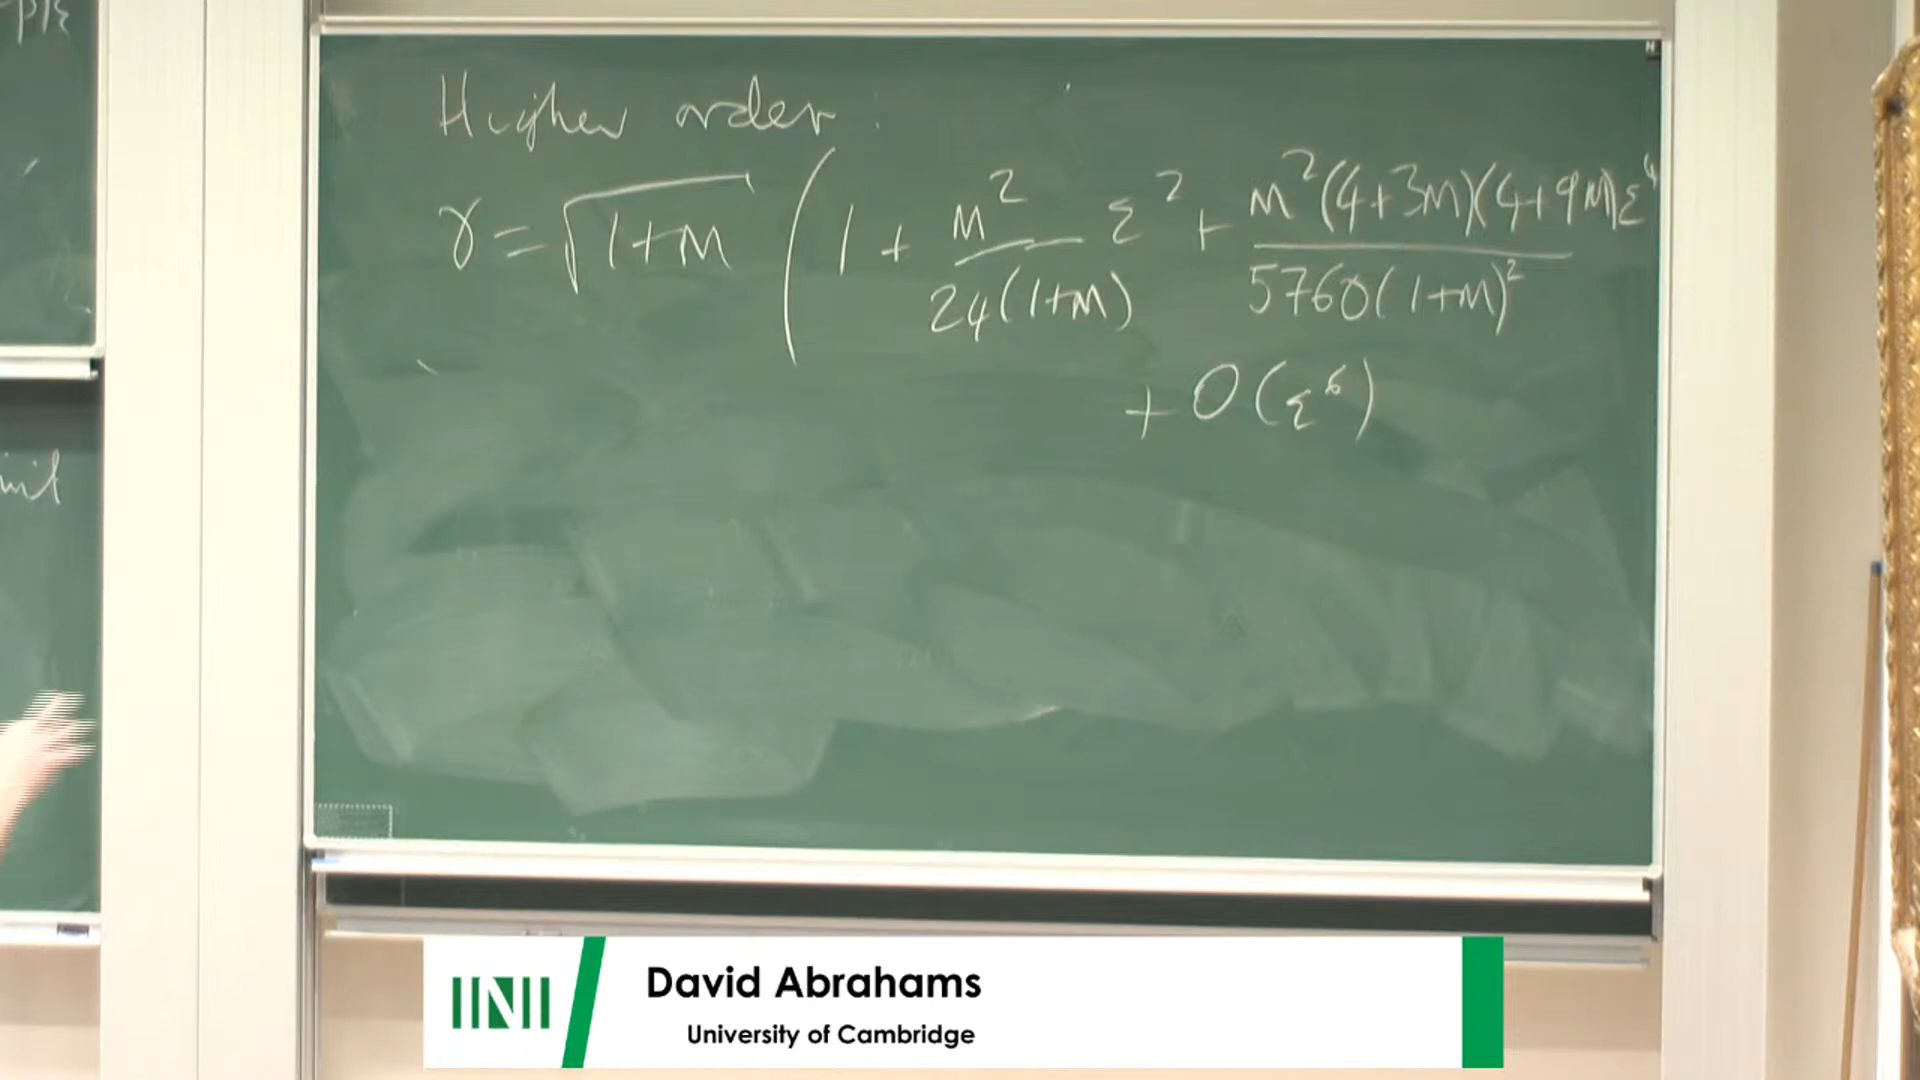 Higher order:
γ = √(1+M) (1 + M²/24(1+M) ε² + M²(4+3M)(4+9M)ε⁴/5760(1+M)²
+ O(ε⁶)
INI
David Abrahams
University of Cambridge